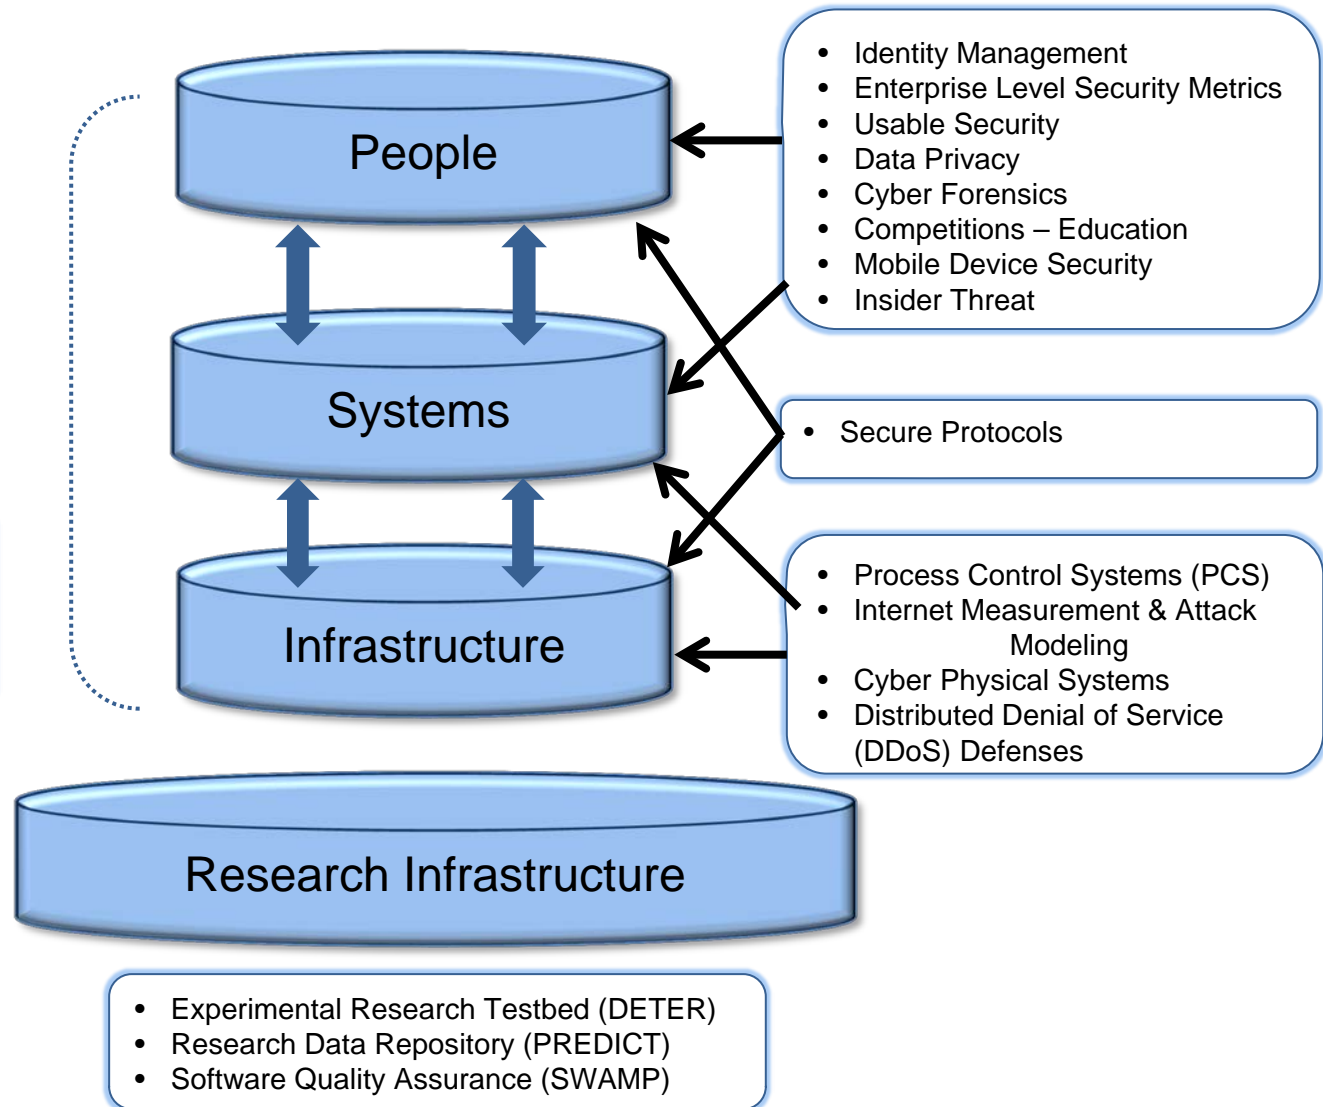 People
Systems
Infrastructure
Research Infrastructure
• Identity Management
• Enterprise Level Security Metrics
• Usable Security
• Data Privacy
• Cyber Forensics
• Competitions – Education
• Mobile Device Security
• Insider Threat
• Secure Protocols
• Process Control Systems (PCS)
• Internet Measurement & Attack
Modeling
• Cyber Physical Systems
• Distributed Denial of Service
(DDoS) Defenses
• Experimental Research Testbed (DETER)
• Research Data Repository (PREDICT)
• Software Quality Assurance (SWAMP)